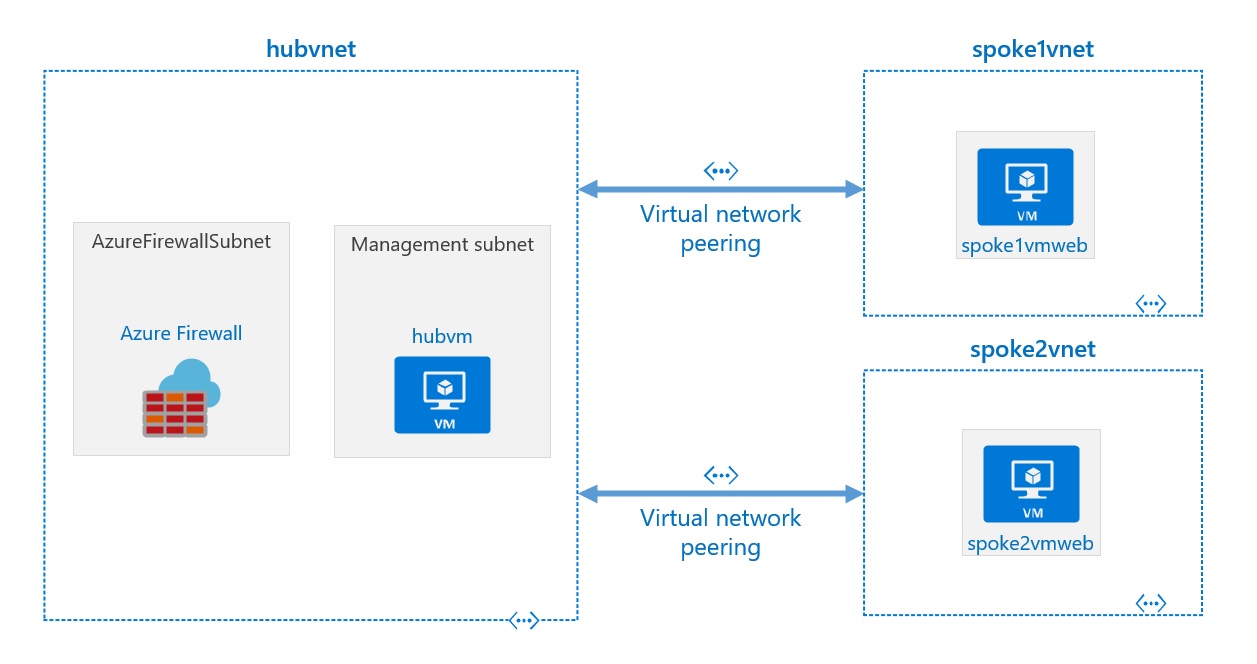 hubvnet
AzureFirewallSubnet
Azure Firewall
Management subnet
hubvm
VM
Virtual network
peering
Virtual network
peering
spoke1vnet
VM
spoke1vmweb
spoke2vnet
VM
spoke2vmweb